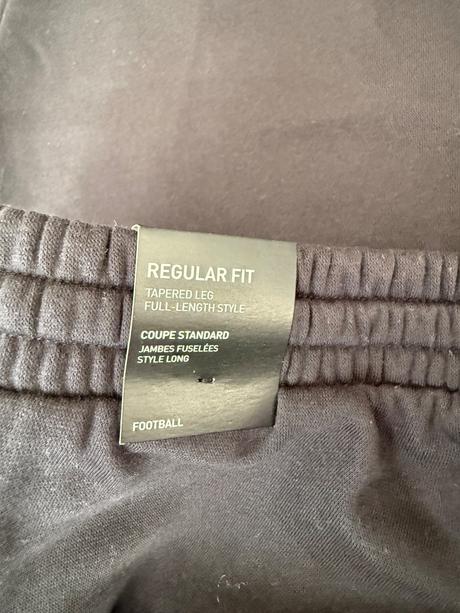 REGULAR FIT
TAPERED LEG
FULL-LENGTH STYLE
COUPE STANDARD
JAMBES FUSELÉES
STYLE LONG
FOOTBALL